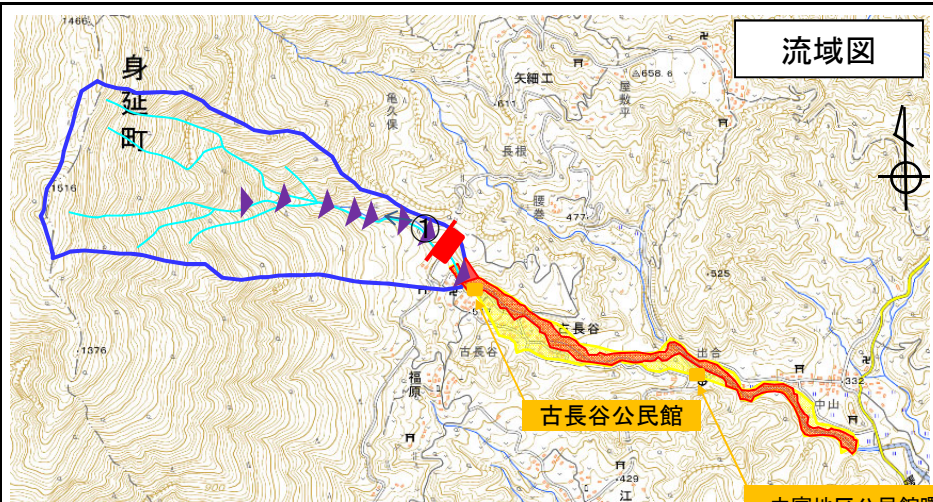 流域図
1466
身延町
矢細工
658.6
屋敷平
亀久保
611
長根
腰巻
477
1516
①
525
古長谷
古長谷
出合
1376
福原
332
中山
古長谷公民館
429
江
900